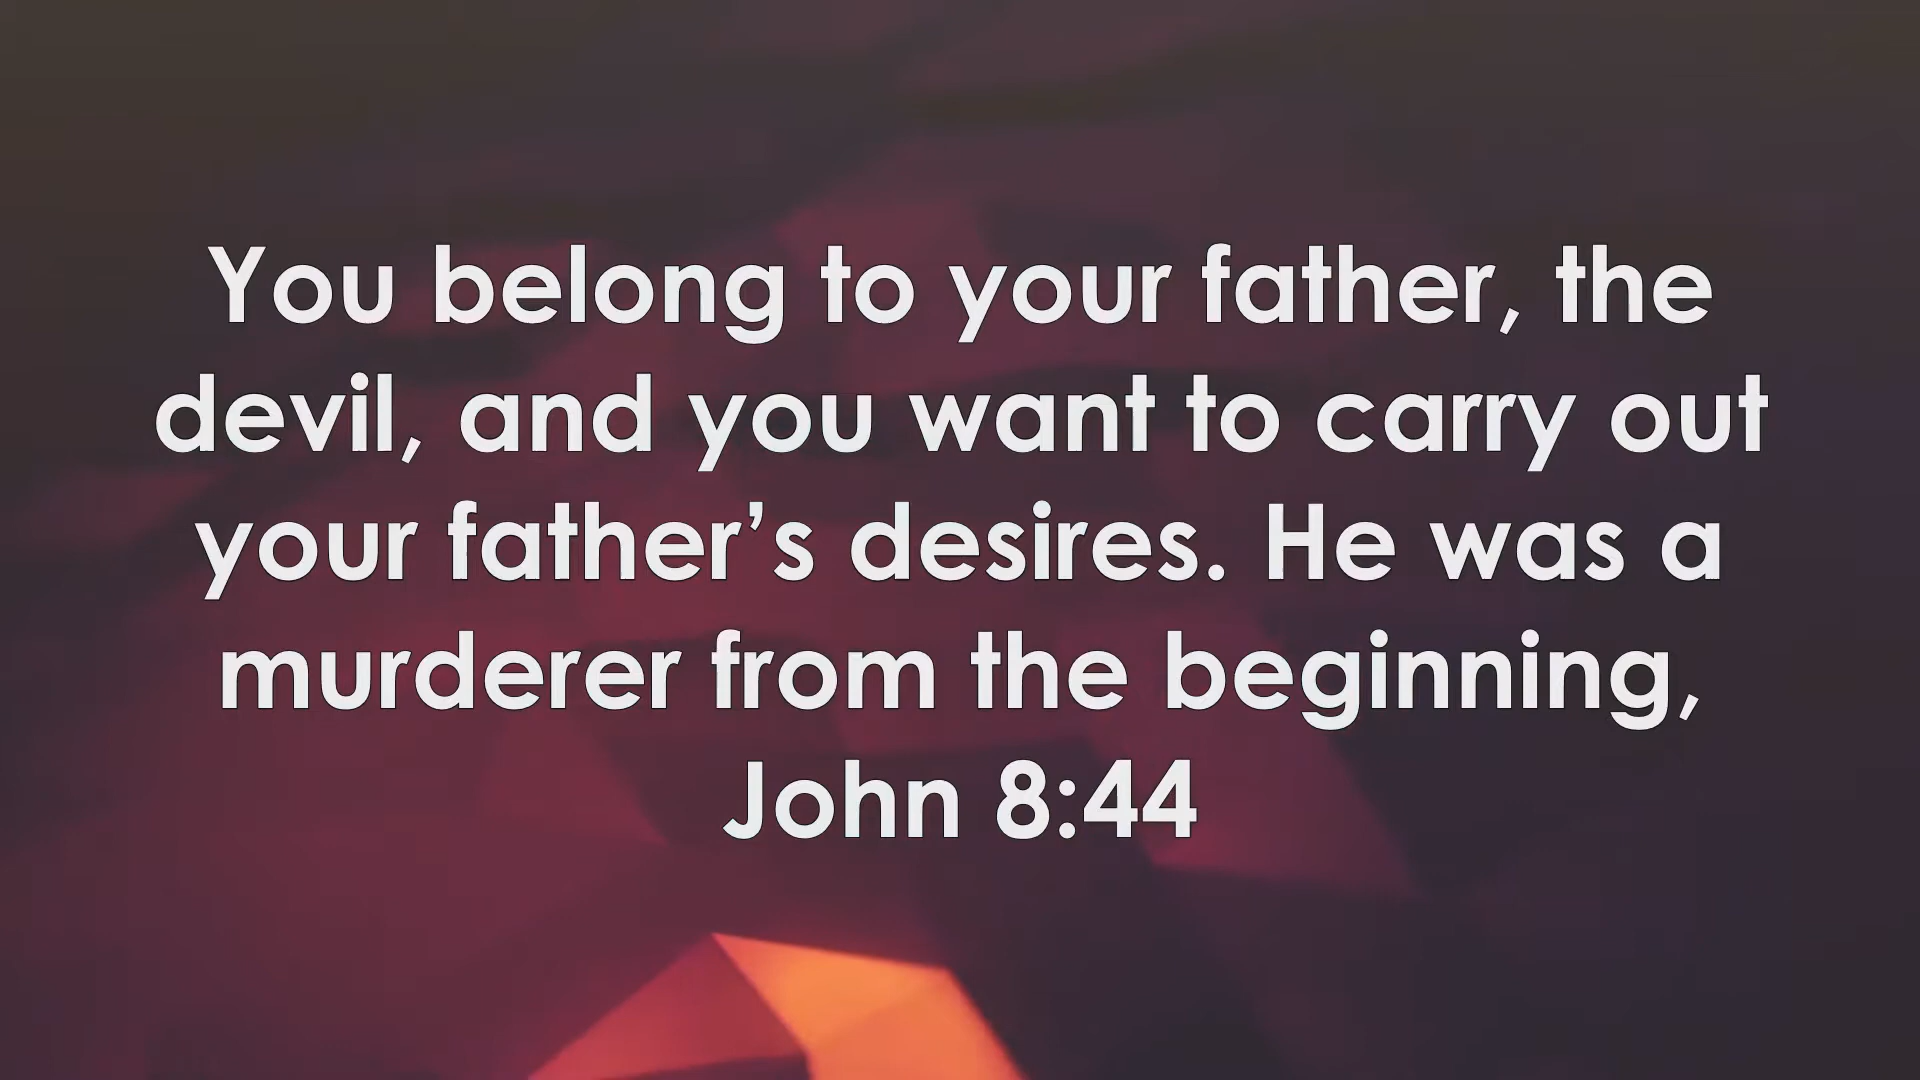 You belong to your father, the
devil, and you want to carry out
your father’s desires. He was a
murderer from the beginning,
John 8:44